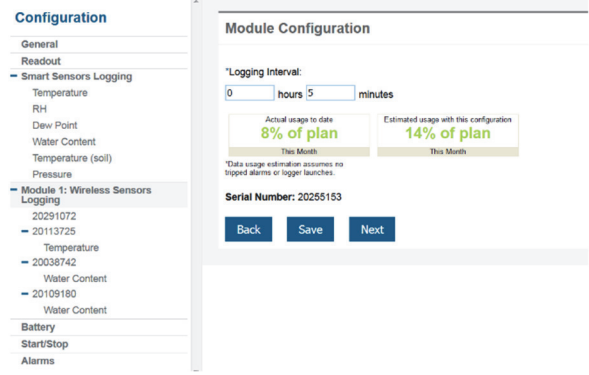 Configuration
General
Readout
Smart Sensors Logging
Temperature
RH
Dew Point
Water Content
Temperature (soil)
Pressure
Module 1: Wireless Sensors
Logging
20291072
20113725
Temperature
20038742
Water Content
20109180
Water Content
Battery
Start/Stop
Alarms
Module Configuration
*Logging Interval:
0 hours 5 minutes
Actual usage to date
8% of plan
This Month
Estimated usage with this configuration
14% of plan
This Month
*Data usage estimation assumes no
tripped alarms or logger launches.
Serial Number: 20255153
Back Save Next